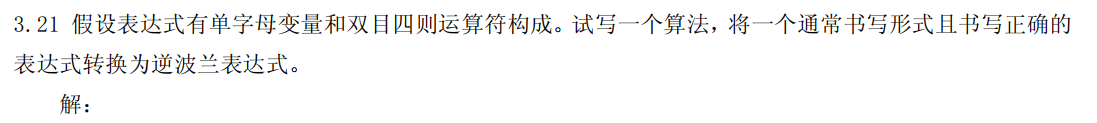 3.21 假设表达式有单字母变量和双目四则运算符构成。试写一个算法，将一个通常书写形式且书写正确的
表达式转换为逆波兰表达式。
解：